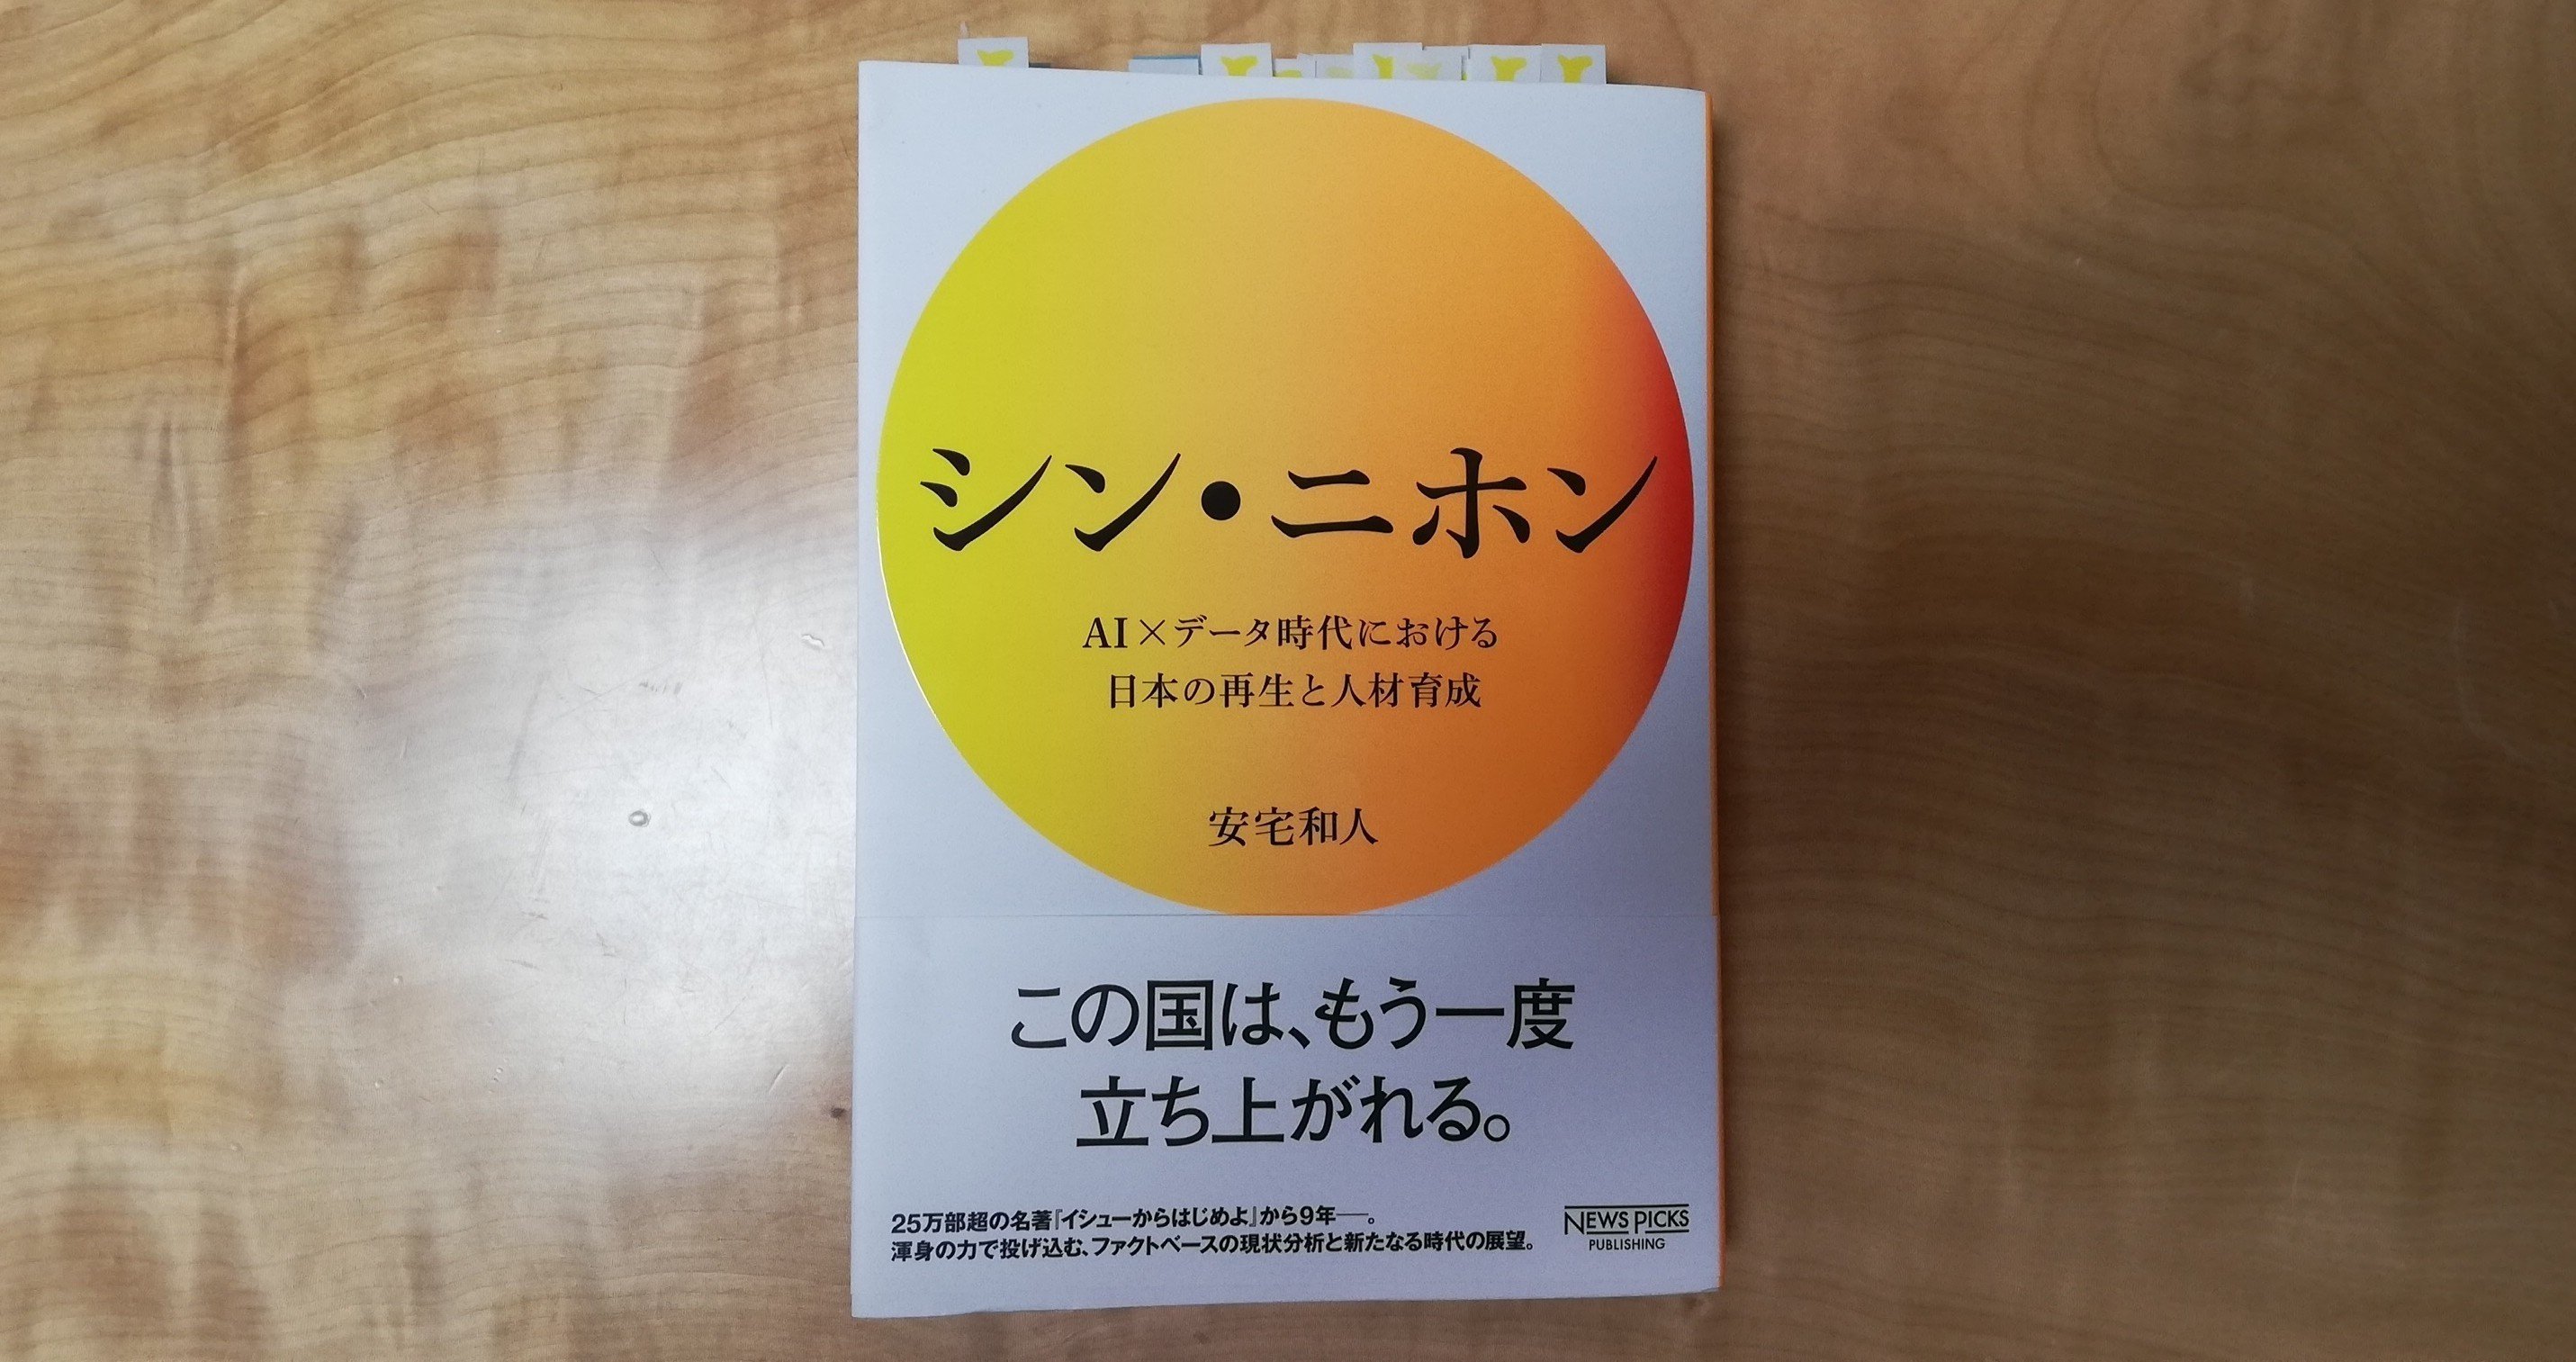 シン・ニホン
AI×データ時代における
日本の再生と人材育成
安宅和人
この国は、もう一度
立ち上がれる。
25万部超の名著『イシューからはじめよ』から9年──。
渾身の力で投げ込む、ファクトベースの現状分析と新たなる時代の展望。
NEWS PICKS
PUBLISHING